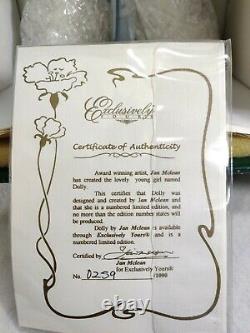 Exclusively
YOURS
Certificate of Authenticity
Award winning artist, Jan Mclean
has created the lovely young girl named
Dolly.
This certifies that Dolly was
designed and created by Jan Mclean and
that she is a numbered limited edition, and
no more than the edition number states will be
produced.
Dolly by Jan Mclean is available
through Exclusively Yours® and is a
numbered limited edition.
Certified by
Jan Mclean
for Exclusively Yours®
No. 0259 /1000